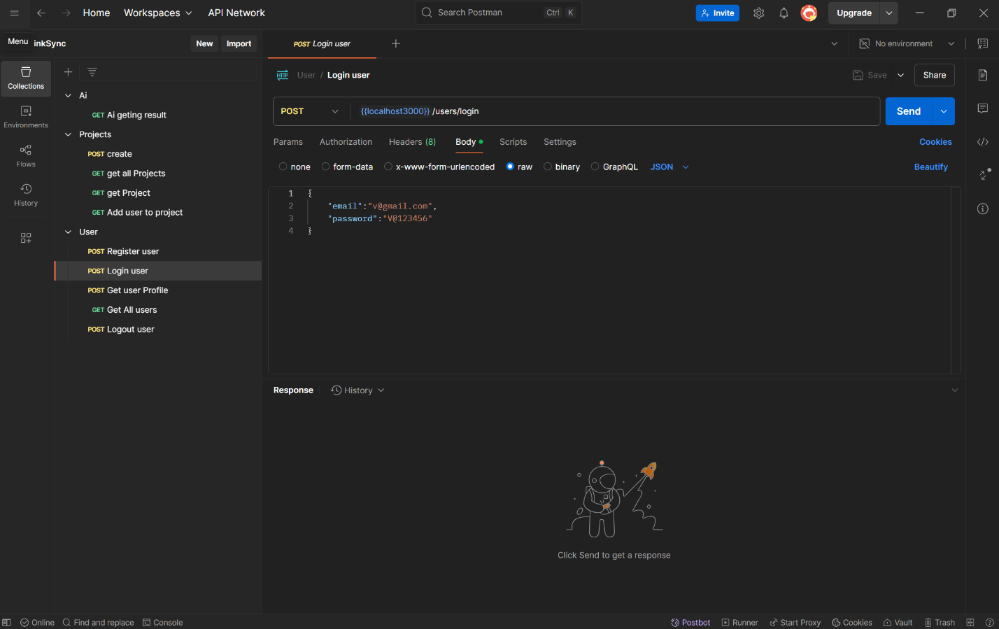 Home Workspaces API Network Search Postman Ctrl K Invite Upgrade
Menu inkSync New Import POST Login user No environment
Collections
Environments
Flows
History
Ai
GET Ai geting result
Projects
POST create
GET get all Projects
GET get Project
GET Add user to project
User
POST Register user
POST Login user
POST Get user Profile
GET Get All users
POST Logout user
HTTP User / Login user Save Share
POST {{localhost3000}} /users/login Send
Params Authorization Headers (8) Body Scripts Settings Cookies
none form-data x-www-form-urlencoded raw binary GraphQL JSON Beautify
1 {
2 "email":"v@gmail.com",
3 "password":"V@123456"
4 }
Response History
Click Send to get a response
Online Find and replace Console Postbot Runner Start Proxy Cookies Vault Trash